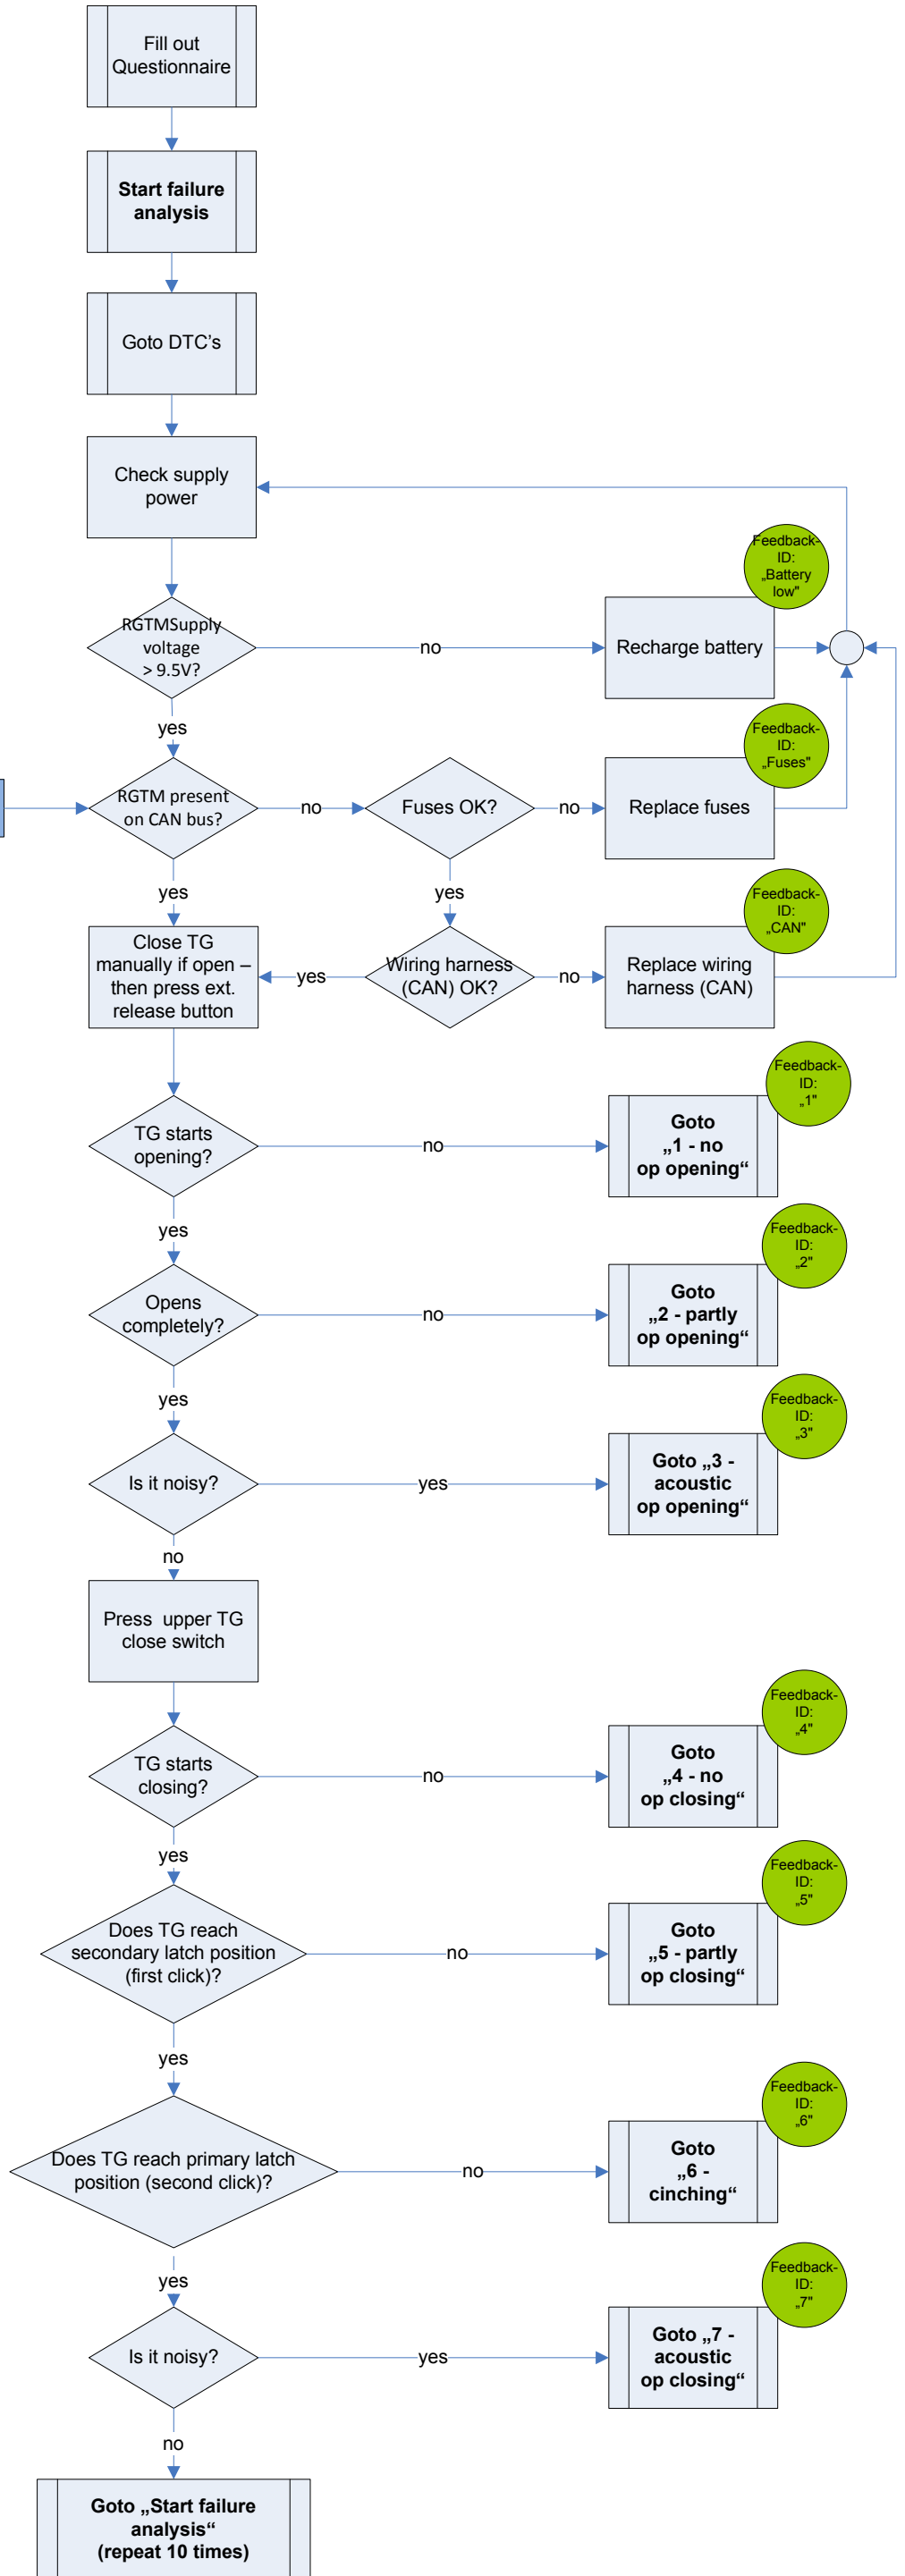 Fill out
Questionnaire
Start failure
analysis
Goto DTC's
Check supply
power
Feedback-
ID:
„Battery
low"
RGTMSupply
voltage
> 9.5V?
no
Recharge battery
yes
Feedback-
ID:
„Fuses"
RGTM present
on CAN bus?
no
Fuses OK?
no
Replace fuses
yes
yes
Feedback-
ID:
„CAN"
Close TG
manually if open –
then press ext.
release button
yes
Wiring harness
(CAN) OK?
no
Replace wiring
harness (CAN)
Feedback-
ID:
„1"
TG starts
opening?
no
Goto
„1 - no
op opening“
yes
Feedback-
ID:
„2"
Opens
completely?
no
Goto
„2 - partly
op opening“
yes
Feedback-
ID:
„3"
Is it noisy?
yes
Goto „3 -
acoustic
op opening“
no
Press upper TG
close switch
Feedback-
ID:
„4"
TG starts
closing?
no
Goto
„4 - no
op closing“
yes
Feedback-
ID:
„5"
Does TG reach
secondary latch position
(first click)?
no
Goto
„5 - partly
op closing“
yes
Feedback-
ID:
„6"
Does TG reach primary latch
position (second click)?
no
Goto
„6 -
cinching“
yes
Feedback-
ID:
„7"
Is it noisy?
yes
Goto „7 -
acoustic
op closing“
no
Goto „Start failure
analysis“
(repeat 10 times)